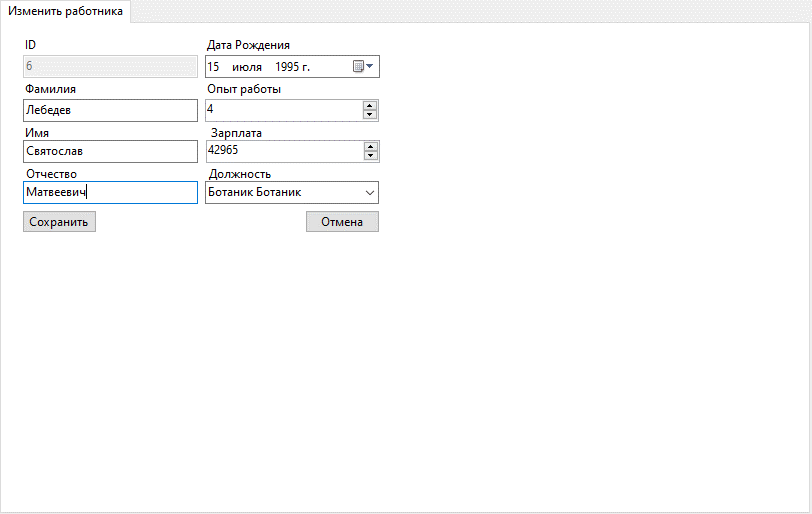 Изменить работника
ID
Дата Рождения
6
15 июля 1995 г.
Фамилия
Опыт работы
Лебедев
4
Имя
Зарплата
Святослав
42965
Отчество
Должность
Матвеевич
Ботаник Ботаник
Сохранить
Отмена